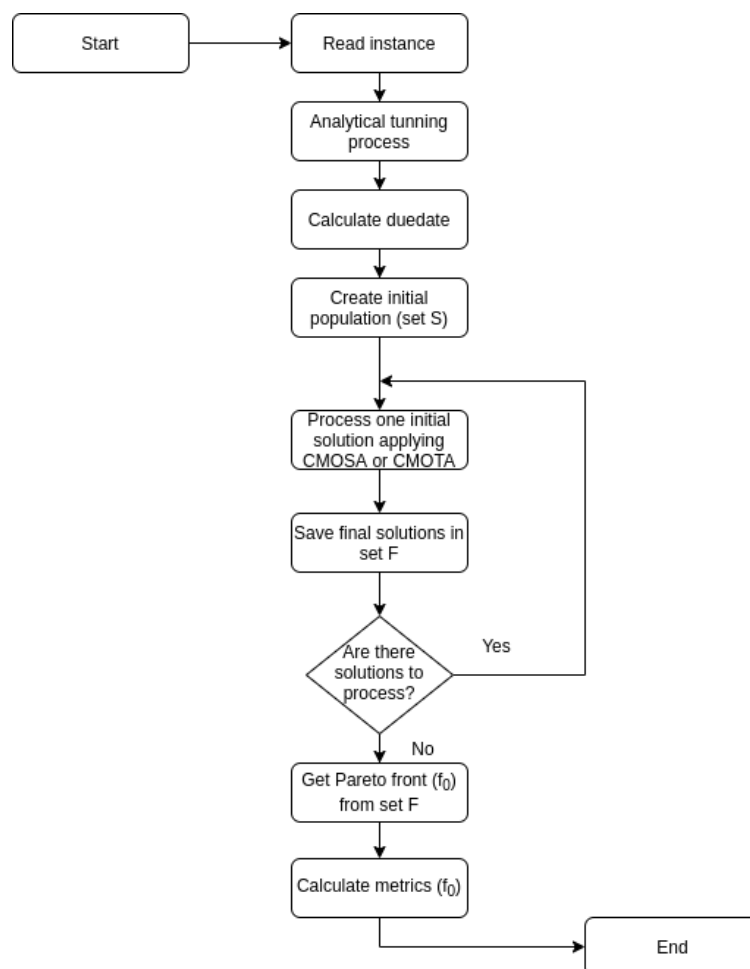 Start
Read instance
Analytical tunning
process
Calculate duedate
Create initial
population (set S)
Process one initial
solution applying
CMOSA or CMOTA
Save final solutions in
set F
Are there
solutions to
process?
Yes
No
Get Pareto front (f₀)
from set F
Calculate metrics (f₀)
End